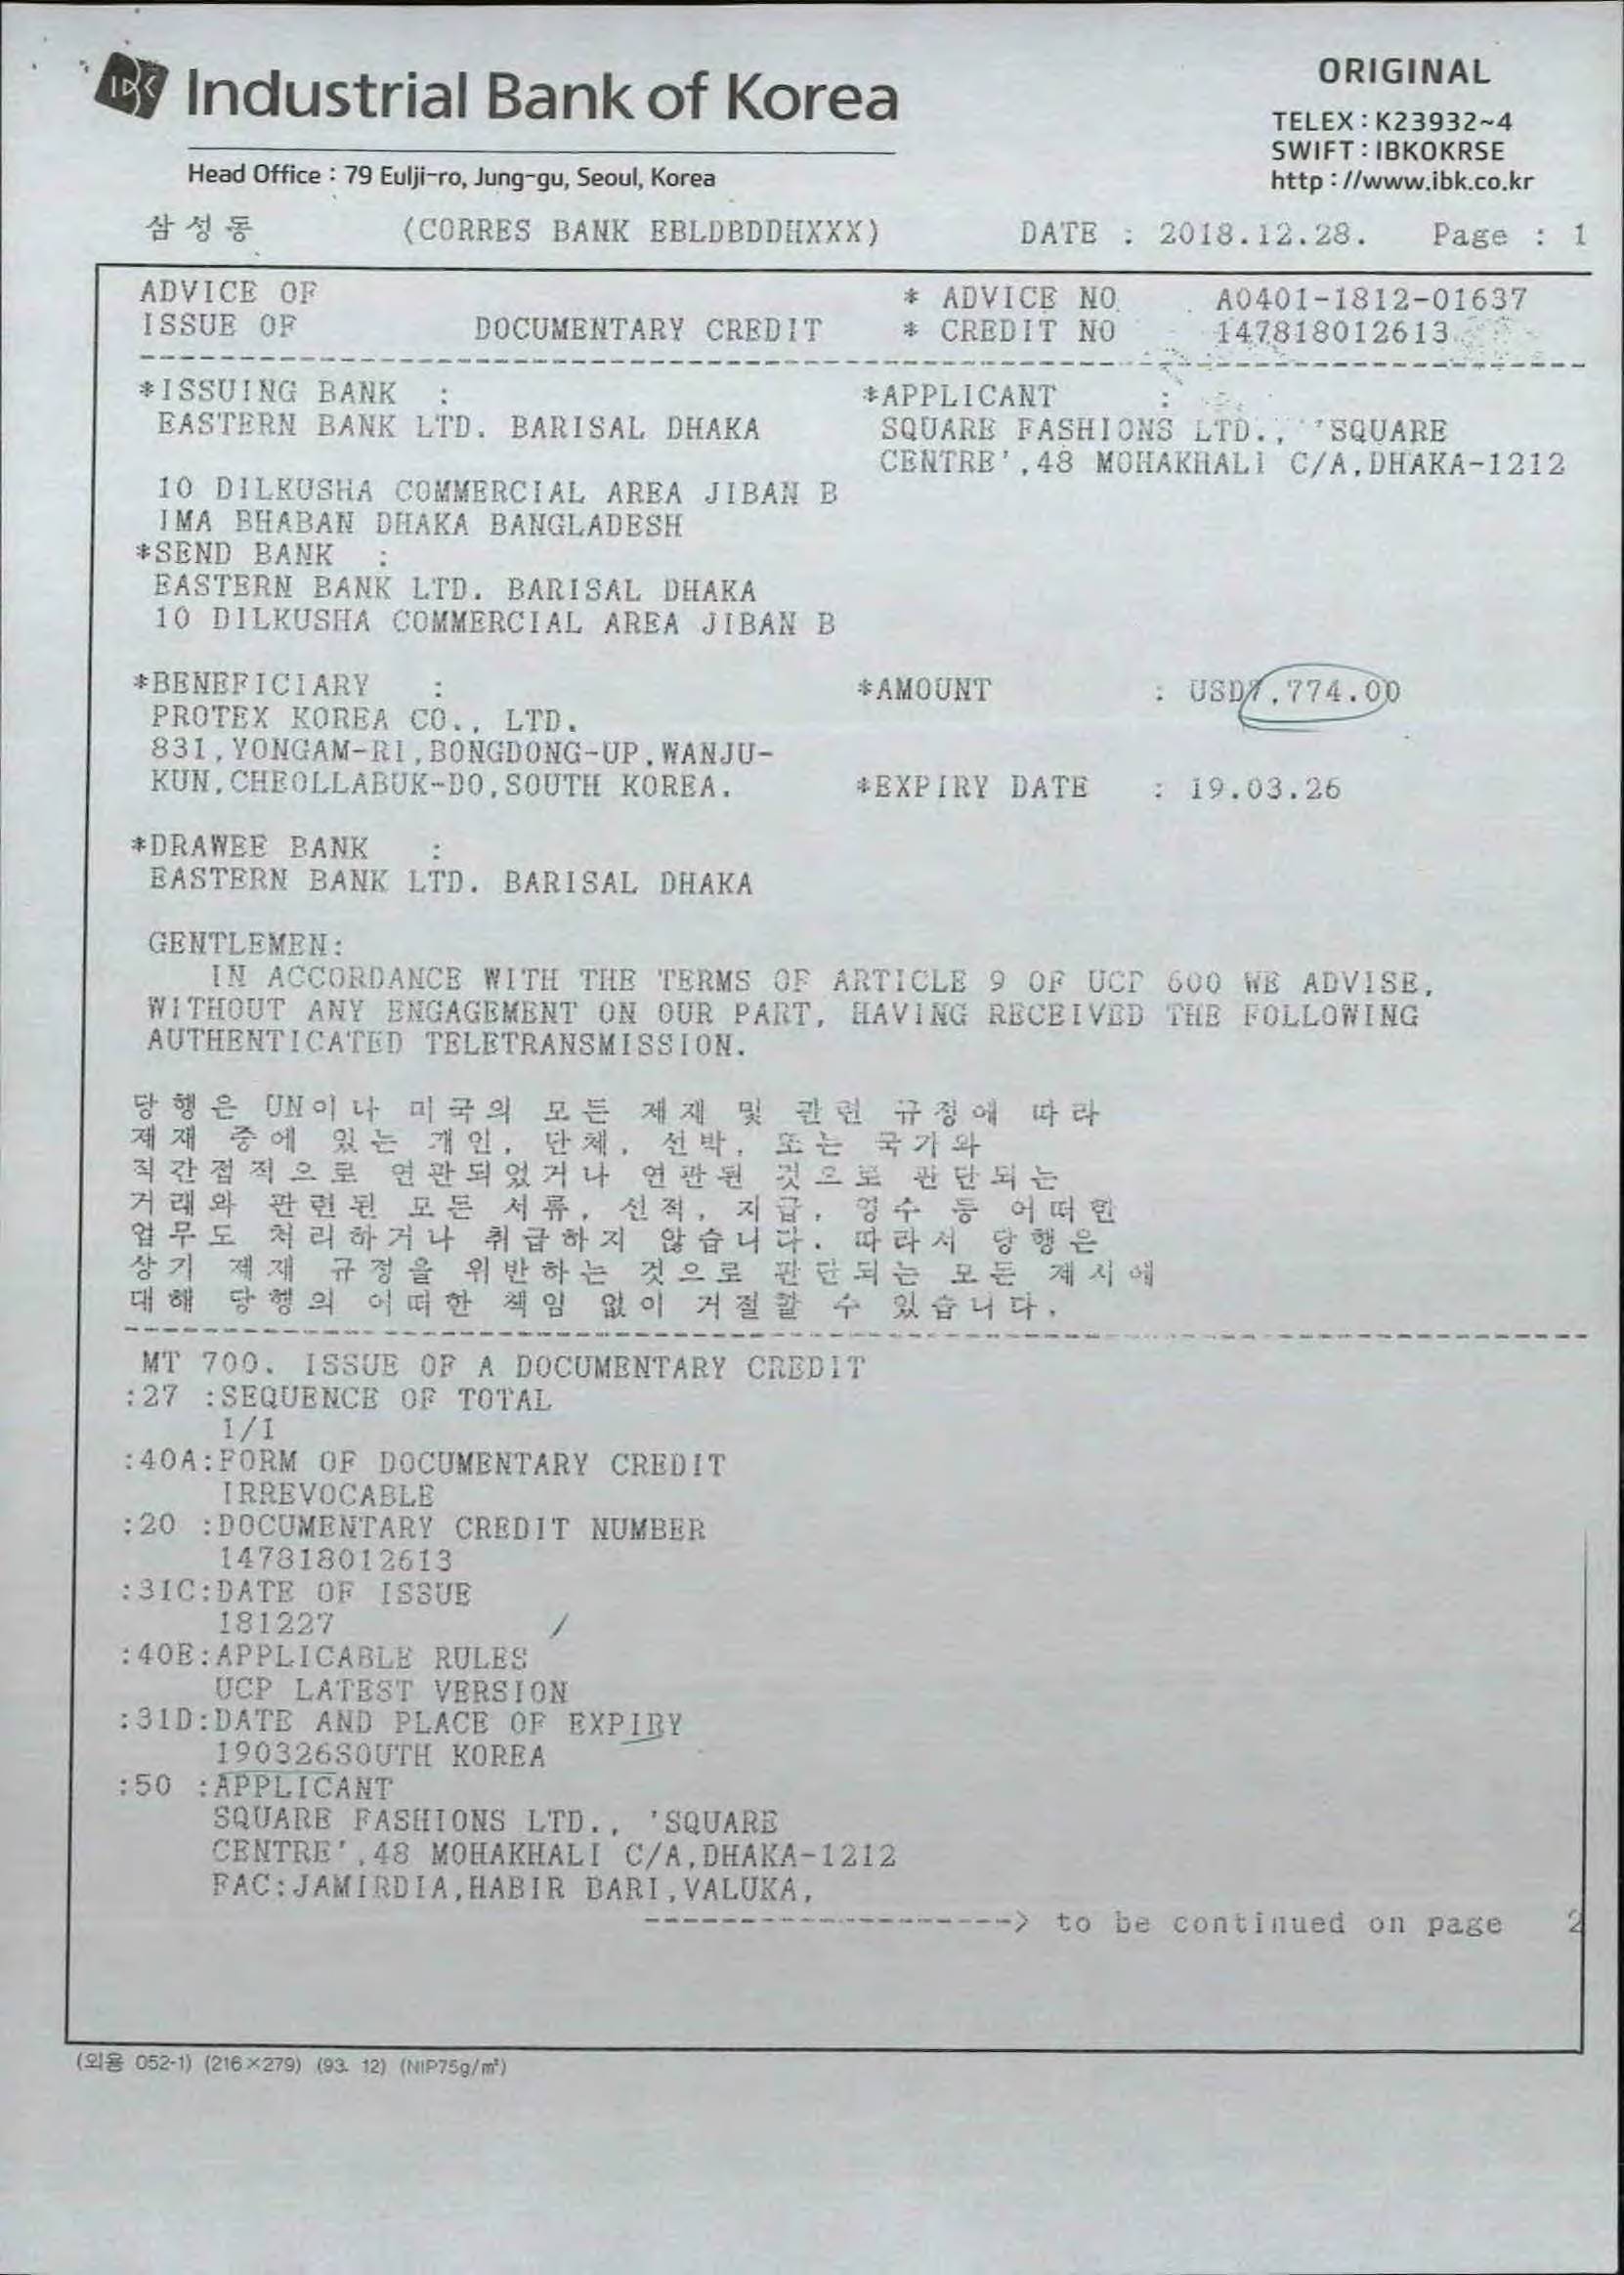 IBK Industrial Bank of Korea
ORIGINAL
TELEX : K23932~4
SWIFT : IBKOKRSE
http : //www.ibk.co.kr
Head Office : 79 Eulji-ro, Jung-gu, Seoul, Korea
삼성동 (CORRES BANK EBLDBDDHXXX) DATE : 2018.12.28. Page : 1
ADVICE OF * ADVICE NO A0401-1812-01637
ISSUE OF DOCUMENTARY CREDIT * CREDIT NO 147818012613
*ISSUING BANK : *APPLICANT :
EASTERN BANK LTD. BARISAL DHAKA SQUARE FASHIONS LTD., 'SQUARE
CENTRE',48 MOHAKHALI C/A,DHAKA-1212
10 DILKUSHA COMMERCIAL AREA JIBAN B
IMA BHABAN DHAKA BANGLADESH
*SEND BANK :
EASTERN BANK LTD. BARISAL DHAKA
10 DILKUSHA COMMERCIAL AREA JIBAN B
*BENEFICIARY : *AMOUNT : USD7,774.00
PROTEX KOREA CO., LTD.
831,YONGAM-RI,BONGDONG-UP,WANJU-
KUN,CHEOLLABUK-DO,SOUTH KOREA. *EXPIRY DATE : 19.03.26
*DRAWEE BANK :
EASTERN BANK LTD. BARISAL DHAKA
GENTLEMEN:
IN ACCORDANCE WITH THE TERMS OF ARTICLE 9 OF UCP 600 WE ADVISE,
WITHOUT ANY ENGAGEMENT ON OUR PART, HAVING RECEIVED THE FOLLOWING
AUTHENTICATED TELETRANSMISSION.
당행은 UN이나 미국의 모든 제재 및 관련 규정에 따라
제재 중에 있는 개인, 단체, 선박, 또는 국가와
직간접적으로 연관되었거나 연관된 것으로 판단되는
거래와 관련된 모든 서류, 선적, 지급, 영수 등 어떠한
업무도 처리하거나 취급하지 않습니다. 따라서 당행은
상기 제재 규정을 위반하는 것으로 판단되는 모든 제시에
대해 당행의 어떠한 책임 없이 거절할 수 있습니다.
MT 700. ISSUE OF A DOCUMENTARY CREDIT
:27 :SEQUENCE OF TOTAL
1/1
:40A:FORM OF DOCUMENTARY CREDIT
IRREVOCABLE
:20 :DOCUMENTARY CREDIT NUMBER
147818012613
:31C:DATE OF ISSUE
181227
:40E:APPLICABLE RULES
UCP LATEST VERSION
:31D:DATE AND PLACE OF EXPIRY
190326SOUTH KOREA
:50 :APPLICANT
SQUARE FASHIONS LTD., 'SQUARE
CENTRE',48 MOHAKHALI C/A,DHAKA-1212
FAC:JAMIRDIA,HABIR BARI,VALUKA,
-------------------> to be continued on page 2
(외용 052-1) (216×279) (93. 12) (NIP75g/㎡)